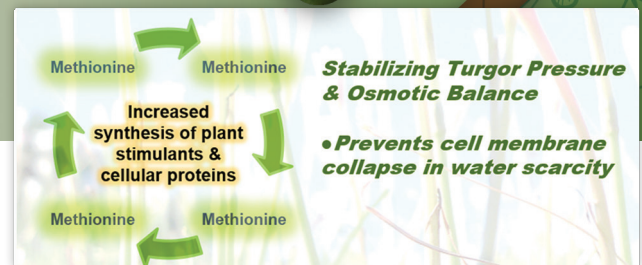 Methionine
Methionine
Increased
synthesis of plant
stimulants &
cellular proteins
Methionine
Methionine
Stabilizing Turgor Pressure
& Osmotic Balance
•Prevents cell membrane
collapse in water scarcity